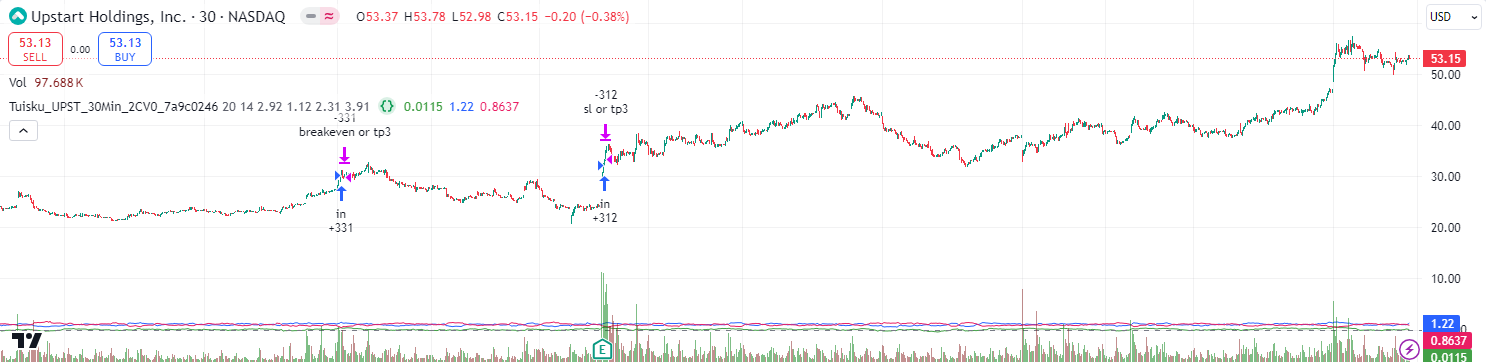 Upstart Holdings, Inc. · 30 · NASDAQ O53.37 H53.78 L52.98 C53.15 −0.20 (−0.38%)
USD
53.13 SELL
0.00
53.13 BUY
Vol 97.688K
Tuisku_UPST_30Min_2CV0_7a9c0246 20 14 2.92 1.12 2.31 3.91 {} 0.0115 1.22 0.8637
-331
breakeven or tp3
in
+331
-312
sl or tp3
in
+312
E
53.15
50.00
40.00
30.00
20.00
10.00
1.22
0.8637
0.0115